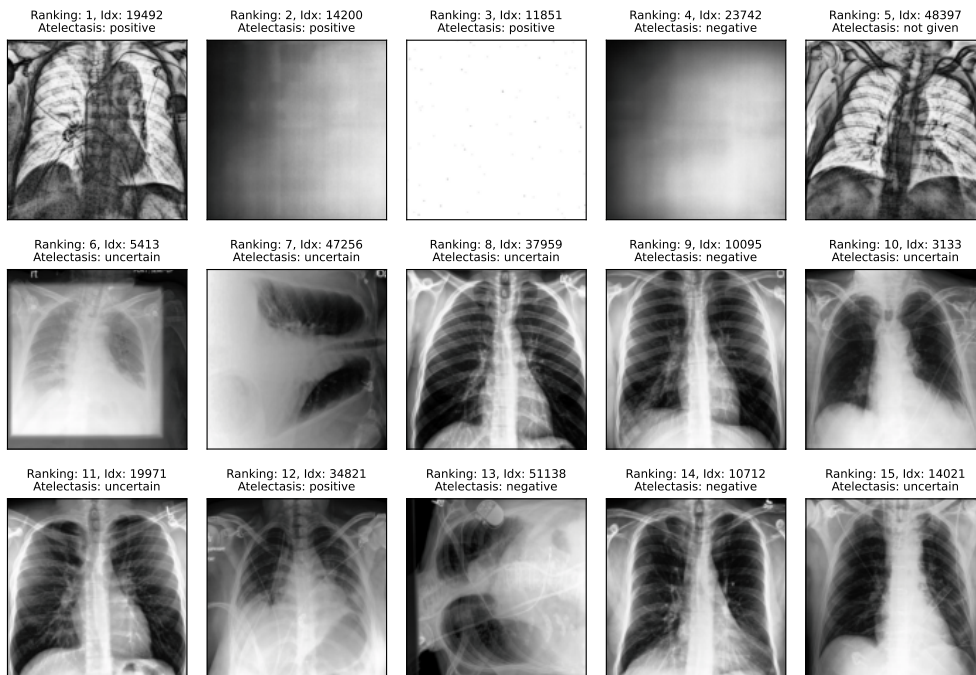 Ranking: 1, Idx: 19492
Atelectasis: positive
Ranking: 2, Idx: 14200
Atelectasis: positive
Ranking: 3, Idx: 11851
Atelectasis: positive
Ranking: 4, Idx: 23742
Atelectasis: negative
Ranking: 5, Idx: 48397
Atelectasis: not given
Ranking: 6, Idx: 5413
Atelectasis: uncertain
rt
Ranking: 7, Idx: 47256
Atelectasis: uncertain
Ranking: 8, Idx: 37959
Atelectasis: uncertain
Ranking: 9, Idx: 10095
Atelectasis: negative
Ranking: 10, Idx: 3133
Atelectasis: uncertain
Ranking: 11, Idx: 19971
Atelectasis: uncertain
Ranking: 12, Idx: 34821
Atelectasis: positive
Ranking: 13, Idx: 51138
Atelectasis: negative
Ranking: 14, Idx: 10712
Atelectasis: negative
Ranking: 15, Idx: 14021
Atelectasis: uncertain